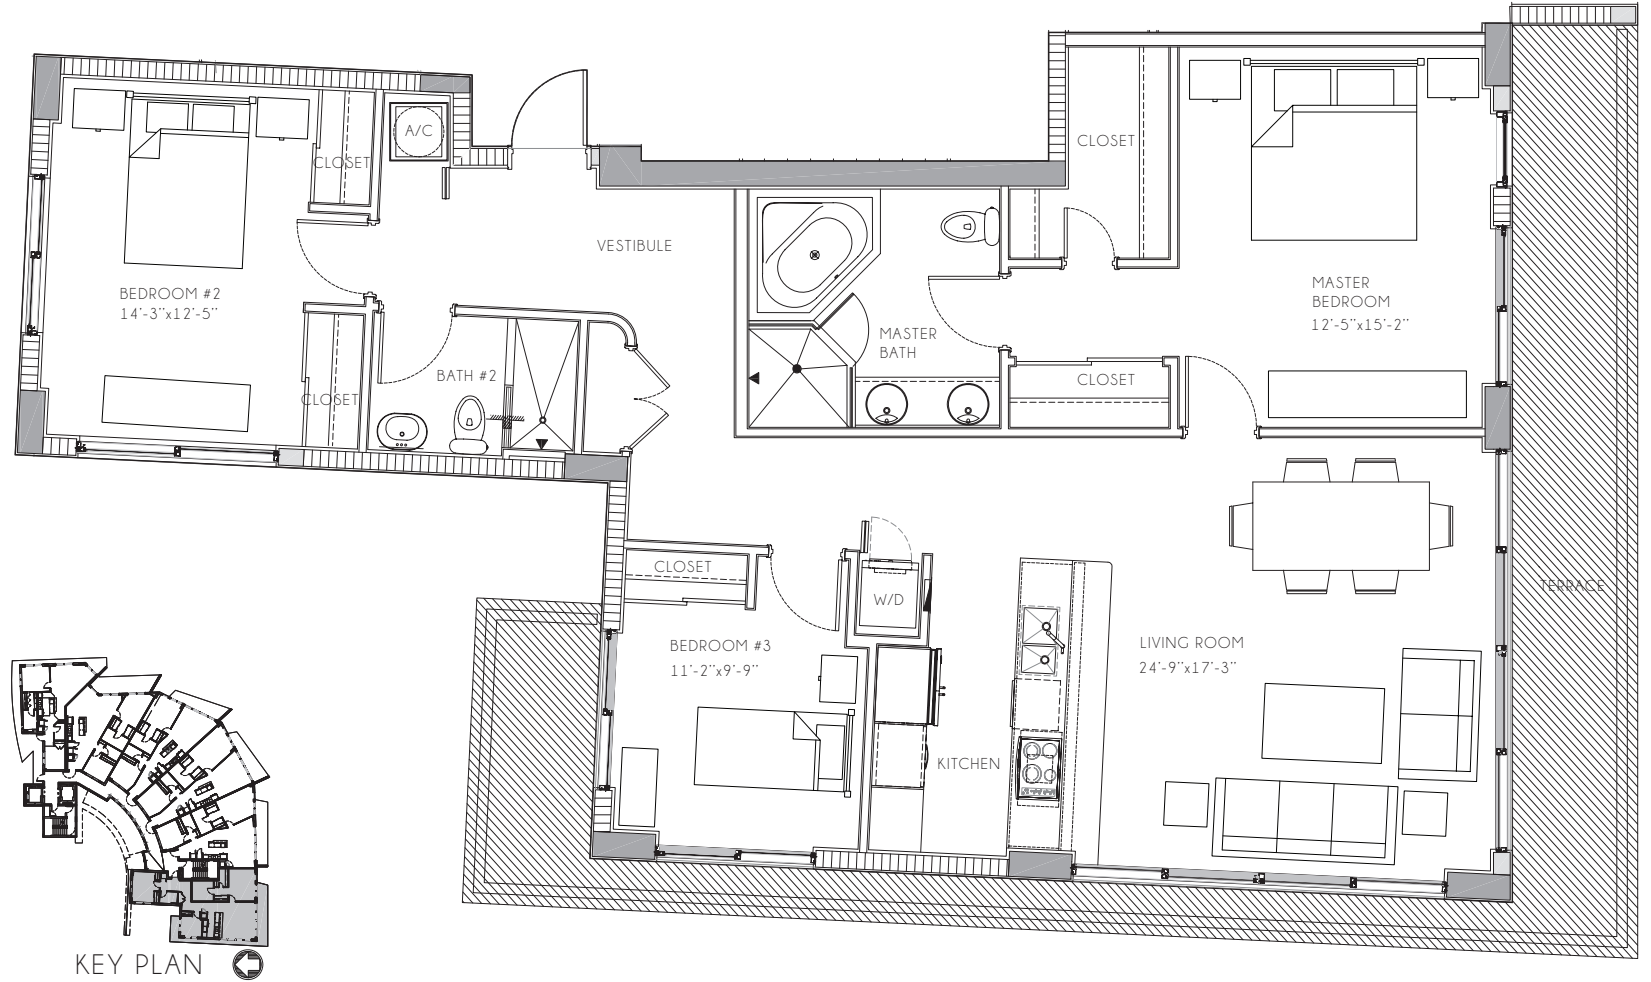 A/C
CLOSET
CLOSET
VESTIBULE
BEDROOM #2
14'-3"x12'-5"
MASTER
BEDROOM
12'-5"x15'-2"
MASTER
BATH
BATH #2
CLOSET
CLOSET
CLOSET
W/D
TERRACE
BEDROOM #3
11'-2"x9'-9"
LIVING ROOM
24'-9"x17'-3"
KITCHEN
KEY PLAN